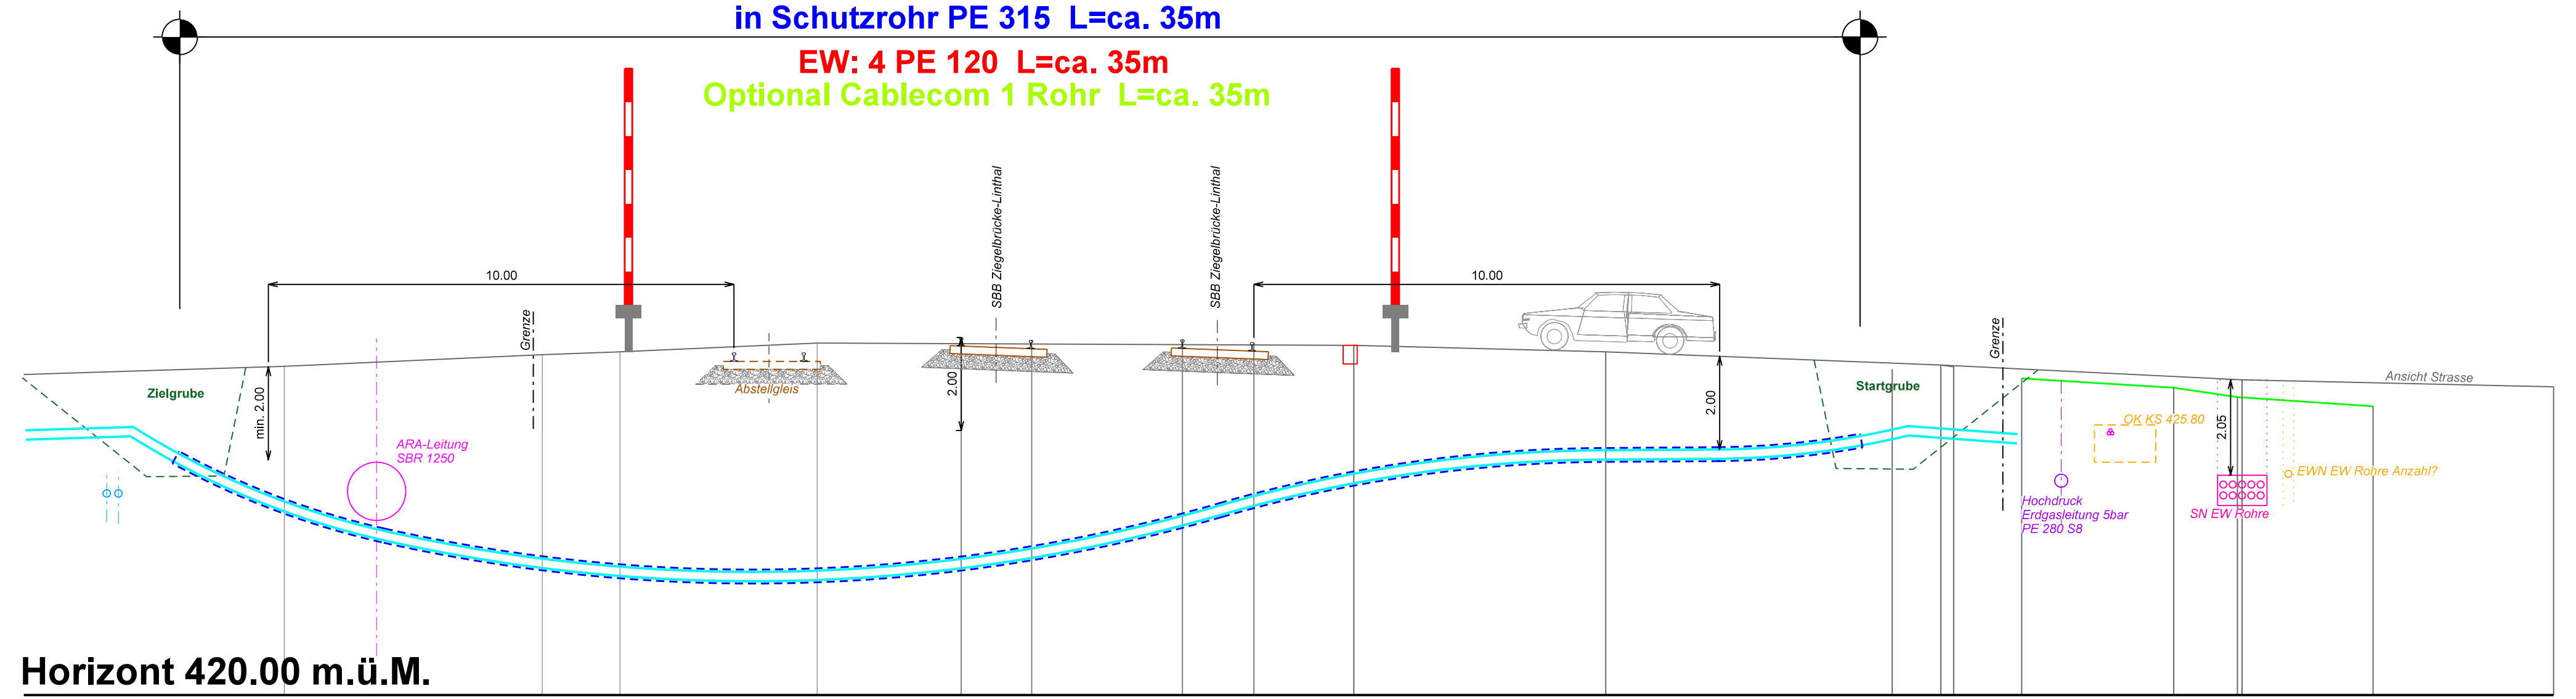 in Schutzrohr PE 315 L=ca. 35m
EW: 4 PE 120 L=ca. 35m
Optional Cablecom 1 Rohr L=ca. 35m
SBB Ziegelbrücke-Linthal
SBB Ziegelbrücke-Linthal
10.00
10.00
Grenze
Grenze
Zielgrube
min. 2.00
Abstellgleis
2.00
2.00
Startgrube
Ansicht Strasse
ARA-Leitung
SBR 1250
OK KS 425.80
2.05
EWN EW Rohre Anzahl?
Hochdruck
Erdgasleitung 5bar
PE 280 S8
SN EW Rohre
Horizont 420.00 m.ü.M.